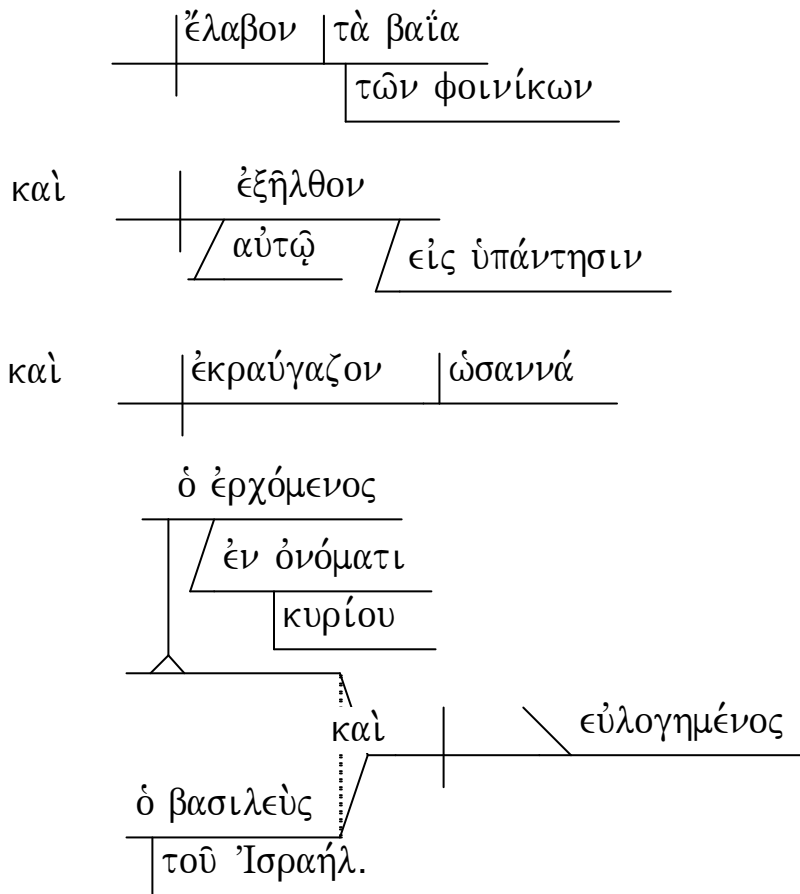 ἔλαβον τὰ βαΐα
τῶν φοινίκων
καὶ ἐξῆλθον
αὐτῷ εἰς ὑπάντησιν
καὶ ἐκραύγαζον ὡσαννά
ὁ ἐρχόμενος
ἐν ὀνόματι
κυρίου
καὶ εὐλογημένος
ὁ βασιλεὺς
τοῦ Ἰσραήλ.